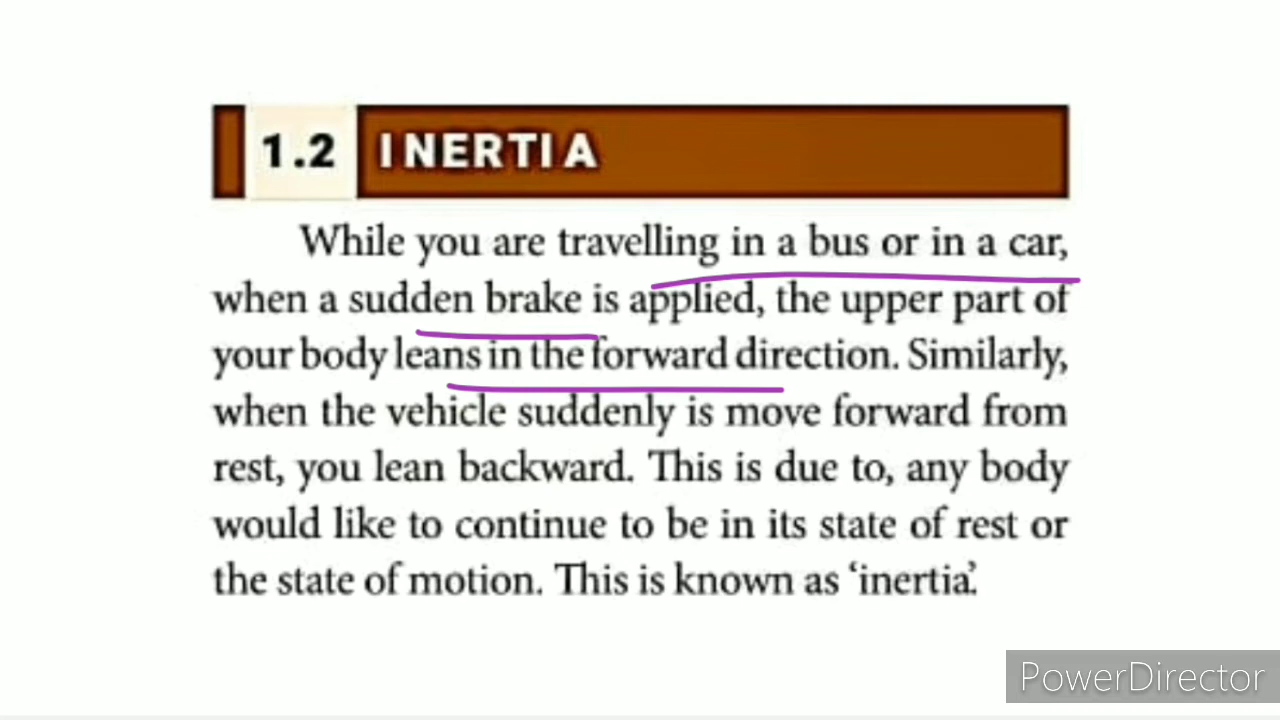 1.2 INERTIA
While you are travelling in a bus or in a car,
when a sudden brake is applied, the upper part of
your body leans in the forward direction. Similarly,
when the vehicle suddenly is move forward from
rest, you lean backward. This is due to, any body
would like to continue to be in its state of rest or
the state of motion. This is known as ‘inertia’.
PowerDirector